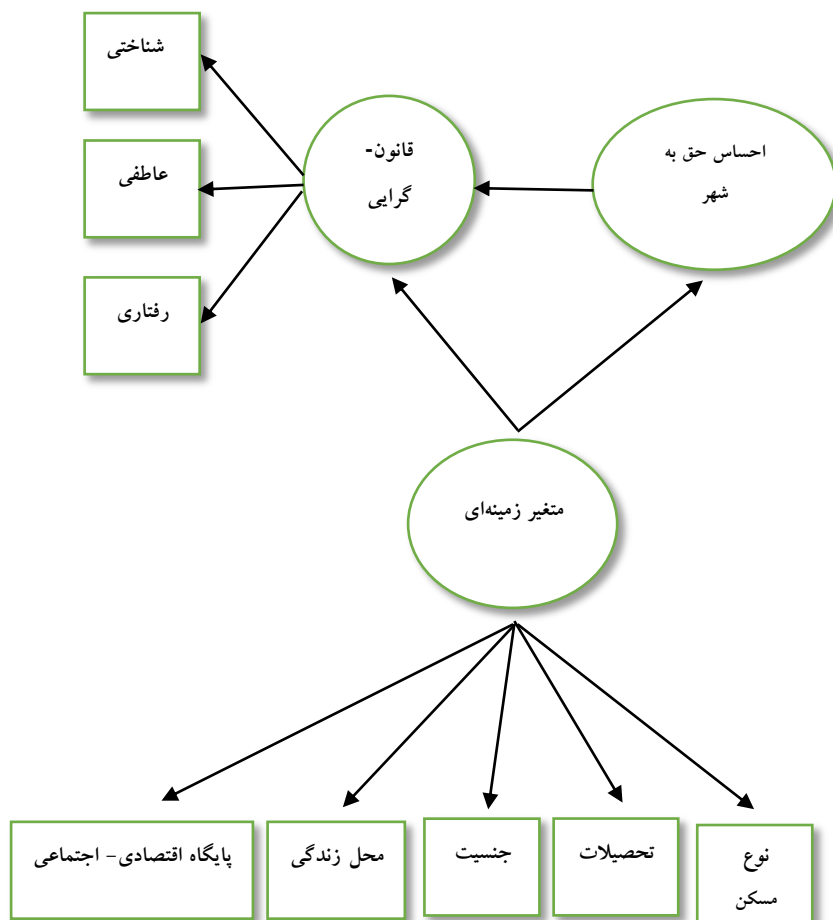 شناختی
احساس حق به
شهر
قانون-
گرایی
عاطفی
رفتاری
متغیر زمینه‌ای
نوع
مسکن
تحصیلات
جنسیت
محل زندگی
پایگاه اقتصادی- اجتماعی